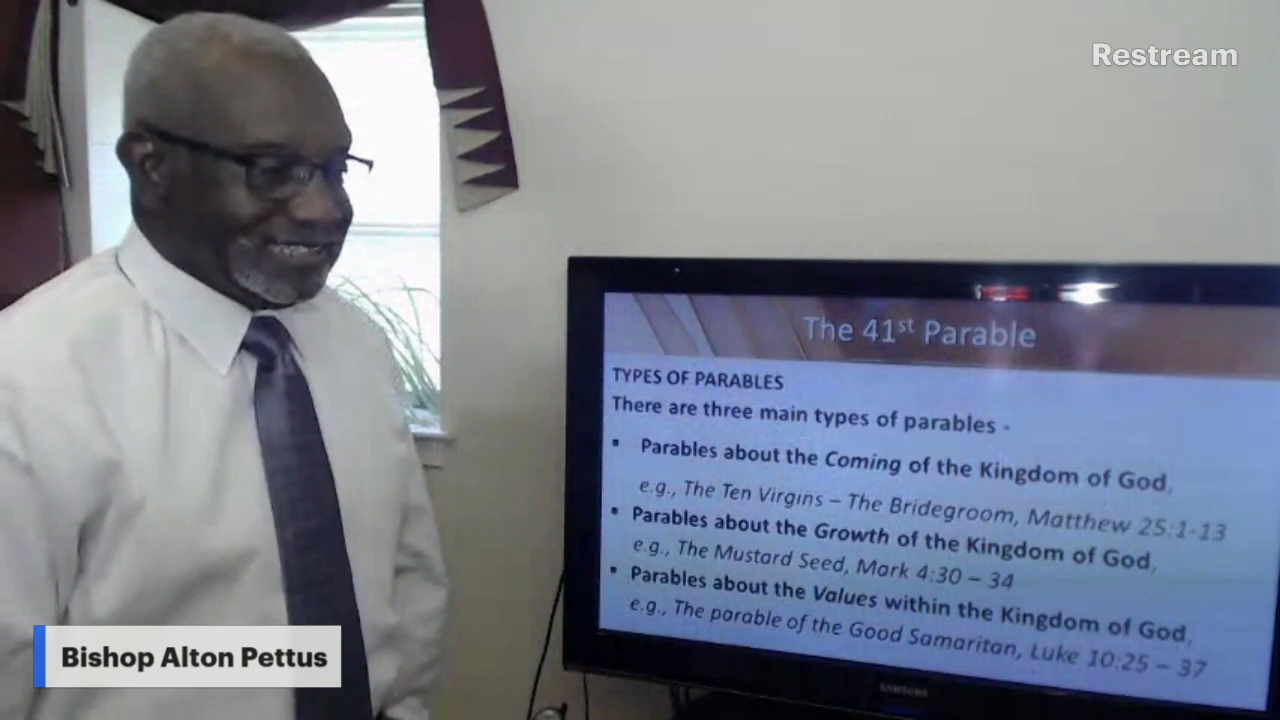 Restream
The 41st Parable
TYPES OF PARABLES
There are three main types of parables -
▪ Parables about the Coming of the Kingdom of God,
e.g., The Ten Virgins – The Bridegroom, Matthew 25:1-13
▪ Parables about the Growth of the Kingdom of God,
e.g., The Mustard Seed, Mark 4:30 – 34
▪ Parables about the Values within the Kingdom of God,
e.g., The parable of the Good Samaritan, Luke 10:25 – 37
SAMSUNG
Bishop Alton Pettus